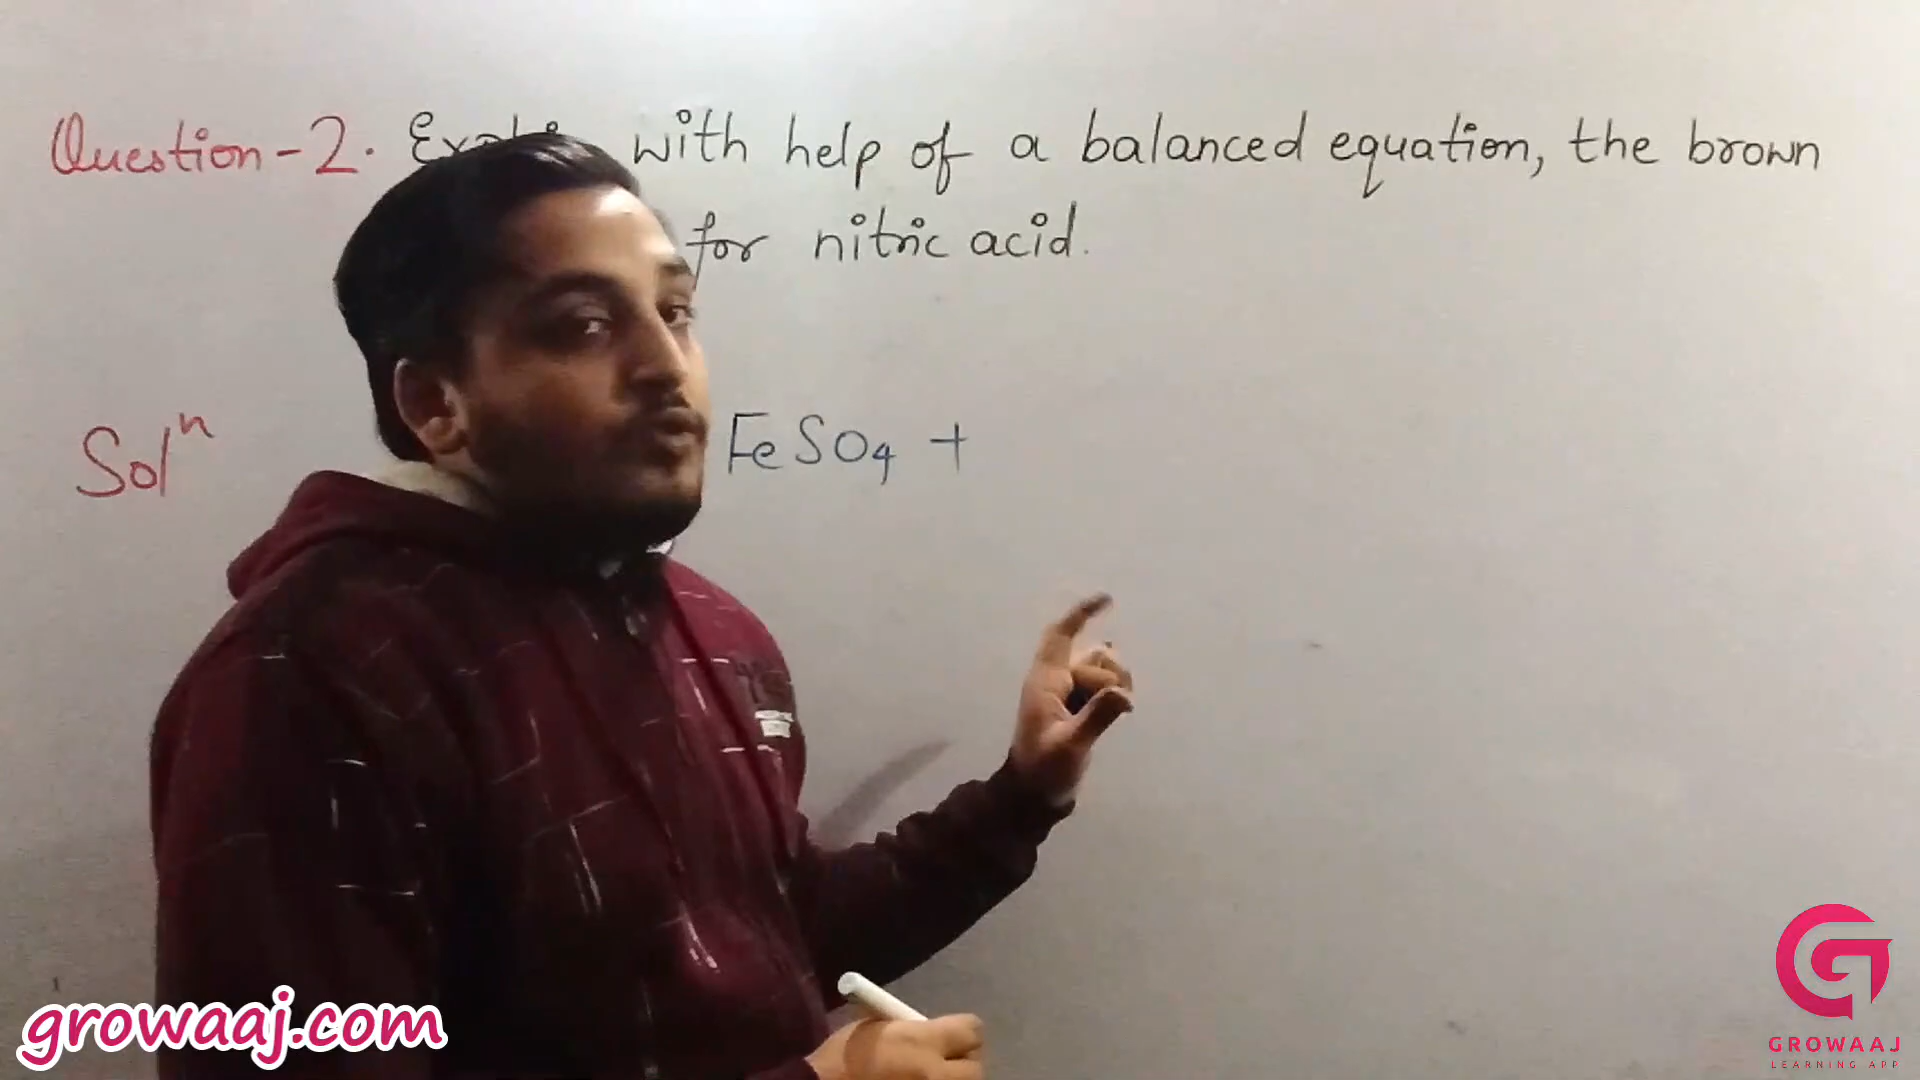 Question-2. with help of a balanced equation, the brown
for nitric acid.
Solⁿ FeSO₄ +
growaaj.com
GROWAAJ
LEARNING APP